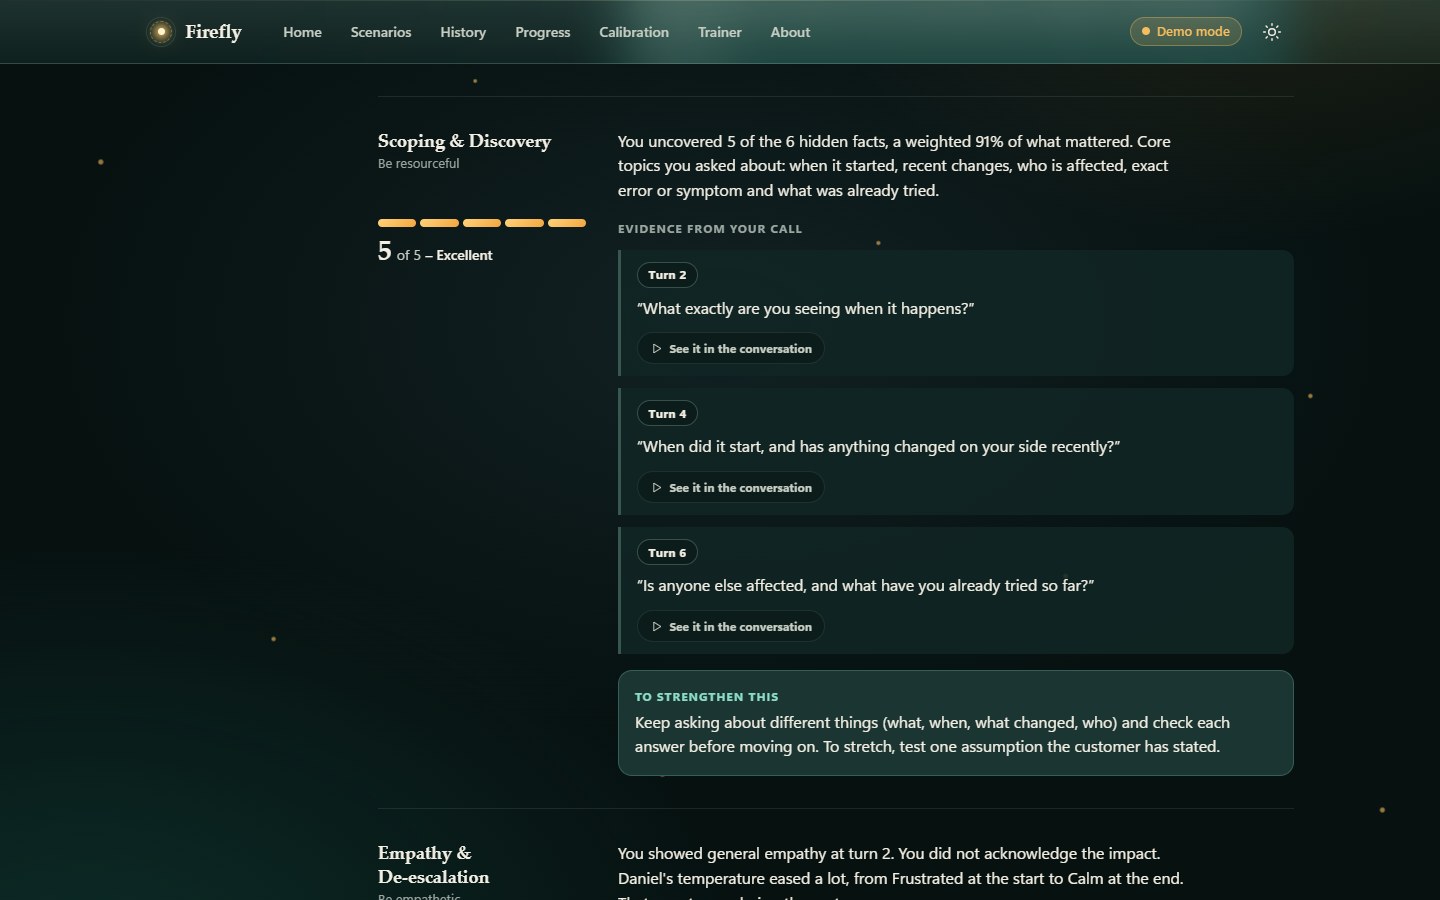 Firefly
Home
Scenarios
History
Progress
Calibration
Trainer
About
Demo mode
Scoping & Discovery
Be resourceful
5 of 5 – Excellent
You uncovered 5 of the 6 hidden facts, a weighted 91% of what mattered. Core
topics you asked about: when it started, recent changes, who is affected, exact
error or symptom and what was already tried.
EVIDENCE FROM YOUR CALL
Turn 2
“What exactly are you seeing when it happens?”
See it in the conversation
Turn 4
“When did it start, and has anything changed on your side recently?”
See it in the conversation
Turn 6
“Is anyone else affected, and what have you already tried so far?”
See it in the conversation
TO STRENGTHEN THIS
Keep asking about different things (what, when, what changed, who) and check each
answer before moving on. To stretch, test one assumption the customer has stated.
Empathy &
De-escalation
Be empathetic
You showed general empathy at turn 2. You did not acknowledge the impact.
Daniel's temperature eased a lot, from Frustrated at the start to Calm at the end.